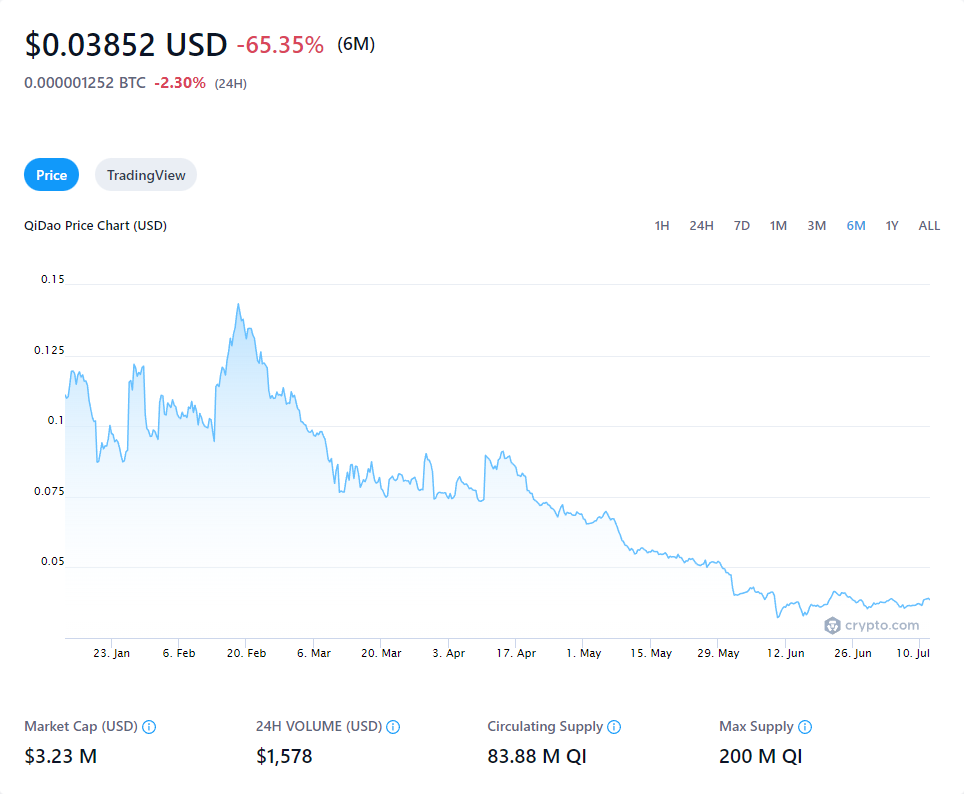 $0.03852 USD -65.35% (6M)
0.000001252 BTC -2.30% (24H)
Price TradingView
QiDao Price Chart (USD) 1H 24H 7D 1M 3M 6M 1Y ALL
0.15
0.125
0.1
0.075
0.05
crypto.com
23. Jan 6. Feb 20. Feb 6. Mar 20. Mar 3. Apr 17. Apr 1. May 15. May 29. May 12. Jun 26. Jun 10. Jul
Market Cap (USD) 24H VOLUME (USD) Circulating Supply Max Supply
$3.23 M $1,578 83.88 M QI 200 M QI